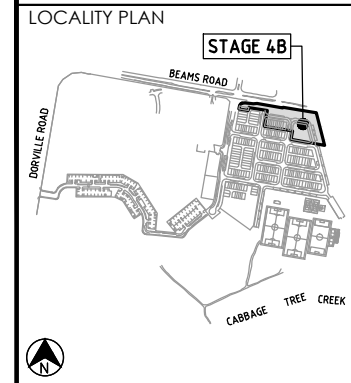 LOCALITY PLAN
STAGE 4B
BEAMS ROAD
DORVILLE ROAD
CABBAGE TREE CREEK
N